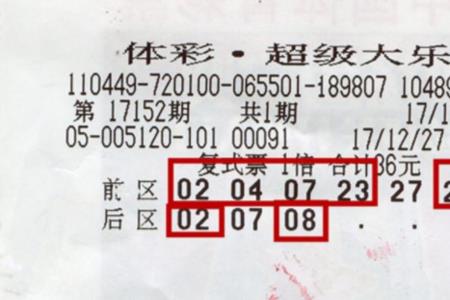 体彩·超级大乐
110449-720100-065501-189807 1048
第 17152期 共1期 17/1
05-005120-101 00091 17/12/27
复式票 1倍 合计36元
前 区 02 04 07 23 27
后 区 02 07 08 . .